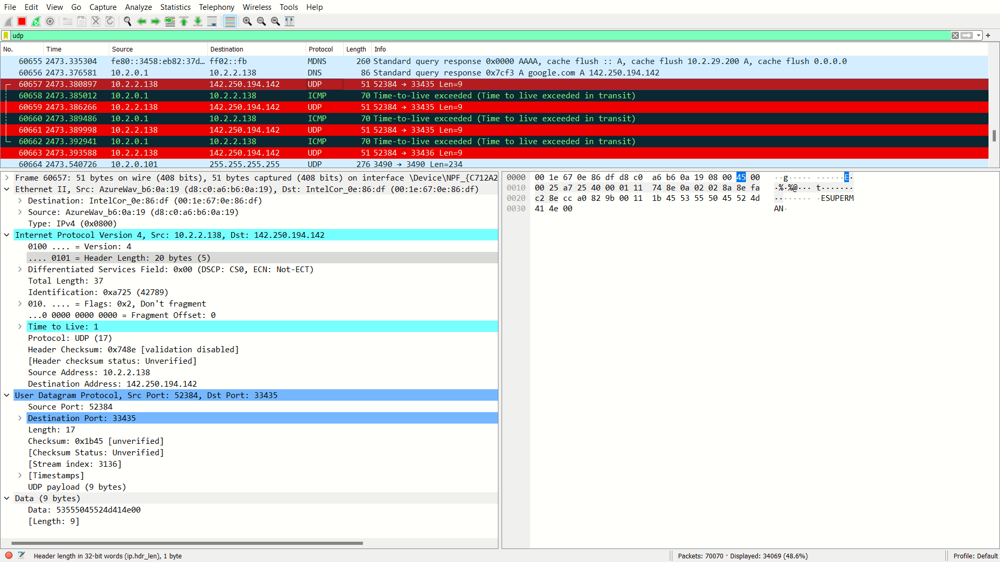 File Edit View Go Capture Analyze Statistics Telephony Wireless Tools Help
udp
No. Time Source Destination Protocol Length Info
60655 2473.335304 fe80::3458:eb82:37d… ff02::fb MDNS 260 Standard query response 0x0000 AAAA, cache flush :: A, cache flush 10.2.29.200 A, cache flush 0.0.0.0
60656 2473.376581 10.2.0.1 10.2.2.138 DNS 86 Standard query response 0x7cf3 A google.com A 142.250.194.142
60657 2473.380897 10.2.2.138 142.250.194.142 UDP 51 52384 → 33435 Len=9
60658 2473.385012 10.2.0.1 10.2.2.138 ICMP 70 Time-to-live exceeded (Time to live exceeded in transit)
60659 2473.386266 10.2.2.138 142.250.194.142 UDP 51 52384 → 33435 Len=9
60660 2473.389486 10.2.0.1 10.2.2.138 ICMP 70 Time-to-live exceeded (Time to live exceeded in transit)
60661 2473.389998 10.2.2.138 142.250.194.142 UDP 51 52384 → 33435 Len=9
60662 2473.392941 10.2.0.1 10.2.2.138 ICMP 70 Time-to-live exceeded (Time to live exceeded in transit)
60663 2473.393588 10.2.2.138 142.250.194.142 UDP 51 52384 → 33436 Len=9
60664 2473.540726 10.2.0.101 255.255.255.255 UDP 276 3490 → 3490 Len=234
Frame 60657: 51 bytes on wire (408 bits), 51 bytes captured (408 bits) on interface \Device\NPF_{C712A2
Ethernet II, Src: AzureWav_b6:0a:19 (d8:c0:a6:b6:0a:19), Dst: IntelCor_0e:86:df (00:1e:67:0e:86:df)
Destination: IntelCor_0e:86:df (00:1e:67:0e:86:df)
Source: AzureWav_b6:0a:19 (d8:c0:a6:b6:0a:19)
Type: IPv4 (0x0800)
Internet Protocol Version 4, Src: 10.2.2.138, Dst: 142.250.194.142
0100 .... = Version: 4
.... 0101 = Header Length: 20 bytes (5)
Differentiated Services Field: 0x00 (DSCP: CS0, ECN: Not-ECT)
Total Length: 37
Identification: 0xa725 (42789)
010. .... = Flags: 0x2, Don't fragment
...0 0000 0000 0000 = Fragment Offset: 0
Time to Live: 1
Protocol: UDP (17)
Header Checksum: 0x748e [validation disabled]
[Header checksum status: Unverified]
Source Address: 10.2.2.138
Destination Address: 142.250.194.142
User Datagram Protocol, Src Port: 52384, Dst Port: 33435
Source Port: 52384
Destination Port: 33435
Length: 17
Checksum: 0x1b45 [unverified]
[Checksum Status: Unverified]
[Stream index: 3136]
[Timestamps]
UDP payload (9 bytes)
Data (9 bytes)
Data: 53555045524d414e00
[Length: 9]
0000 00 1e 67 0e 86 df d8 c0 a6 b6 0a 19 08 00 45 00 ··g····· ······E·
0010 00 25 a7 25 40 00 01 11 74 8e 0a 02 02 8a 8e fa ·%·%@··· t·······
0020 c2 8e cc a0 82 9b 00 11 1b 45 53 55 50 45 52 4d ········ ·ESUPERM
0030 41 4e 00 AN·
Header length in 32-bit words (ip.hdr_len), 1 byte
Packets: 70070 · Displayed: 34069 (48.6%)
Profile: Default